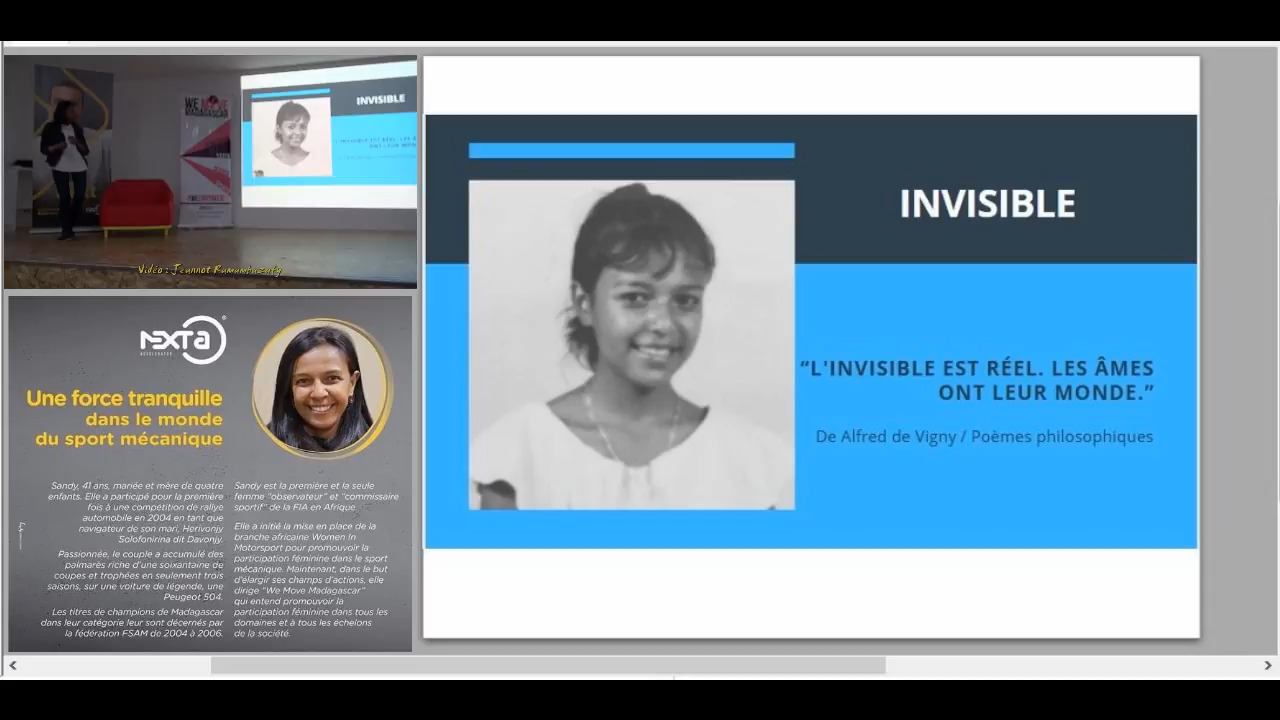 WE MOVE
MADAGASCAR
INVISIBLE
Vidéo : Jeannot Ramambazafy
NEXTA
ACCELERATOR
Une force tranquille
dans le monde
du sport mécanique
Sandy, 41 ans, mariée et mère de quatre
enfants. Elle a participé pour la première
fois à une compétition de rallye
automobile en 2004 en tant que
navigateur de son mari, Herivonjy
Solofonirina dit Davonjy.
Passionnée, le couple a accumulé des
palmarès riche d'une soixantaine de
coupes et trophées en seulement trois
saisons, sur une voiture de légende, une
Peugeot 504.
Les titres de champions de Madagascar
dans leur catégorie leur sont décernés par
la fédération FSAM de 2004 à 2006.
Sandy est la première et la seule
femme "observateur" et "commissaire
sportif" de la FIA en Afrique.
Elle a initié la mise en place de la
branche africaine Women In
Motorsport pour promouvoir la
participation féminine dans le sport
mécanique. Maintenant, dans le but
d'élargir ses champs d'actions, elle
dirige "We Move Madagascar"
qui entend promouvoir la
participation féminine dans tous les
domaines et à tous les échelons
de la société.
INVISIBLE
“L'INVISIBLE EST RÉEL. LES ÂMES
ONT LEUR MONDE.”
De Alfred de Vigny / Poèmes philosophiques